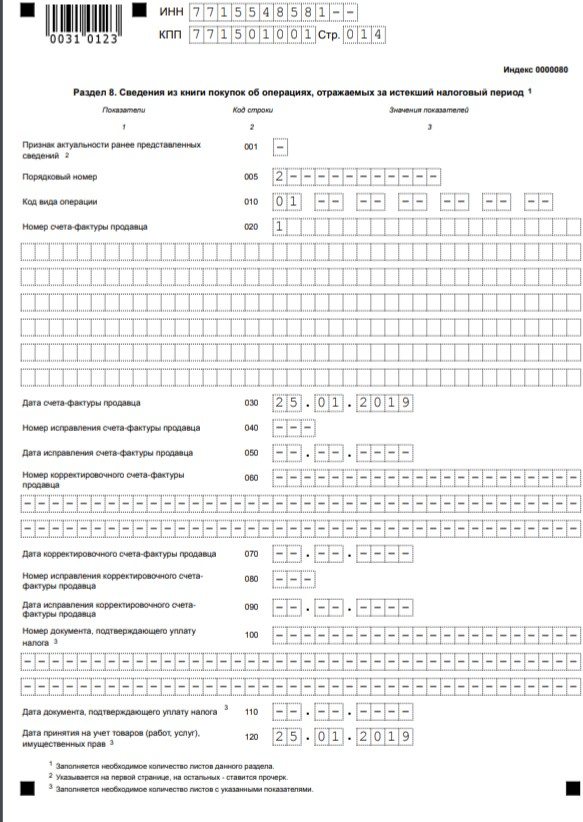 ИНН 7715548581--
0031 0123
КПП 771501001 Стр. 014
Индекс 0000080
Раздел 8. Сведения из книги покупок об операциях, отражаемых за истекший налоговый период 1
Показатели Код строки Значения показателей
1 2 3
Признак актуальности ранее представленных
сведений 2 001 -
Порядковый номер 005 2-----------
Код вида операции 010 01 -- -- -- -- -- --
Номер счета-фактуры продавца 020 1
Дата счета-фактуры продавца 030 25.01.2019
Номер исправления счета-фактуры продавца 040 ---
Дата исправления счета-фактуры продавца 050 --.--.----
Номер корректировочного счета-фактуры
продавца 060 ----------------------
----------------------------------------
----------------------------------------
Дата корректировочного счета-фактуры продавца 070 --.--.----
Номер исправления корректировочного счета-
фактуры продавца 080 ---
Дата исправления корректировочного счета-
фактуры продавца 090 --.--.----
Номер документа, подтверждающего уплату
налога 3 100 ----------------------
----------------------------------------
----------------------------------------
Дата документа, подтверждающего уплату налога 3 110 --.--.----
Дата принятия на учет товаров (работ, услуг),
имущественных прав 3 120 25.01.2019
1 Заполняется необходимое количество листов данного раздела.
2 Указывается на первой странице, на остальных - ставится прочерк.
3 Заполняется необходимое количество листов с указанными показателями.